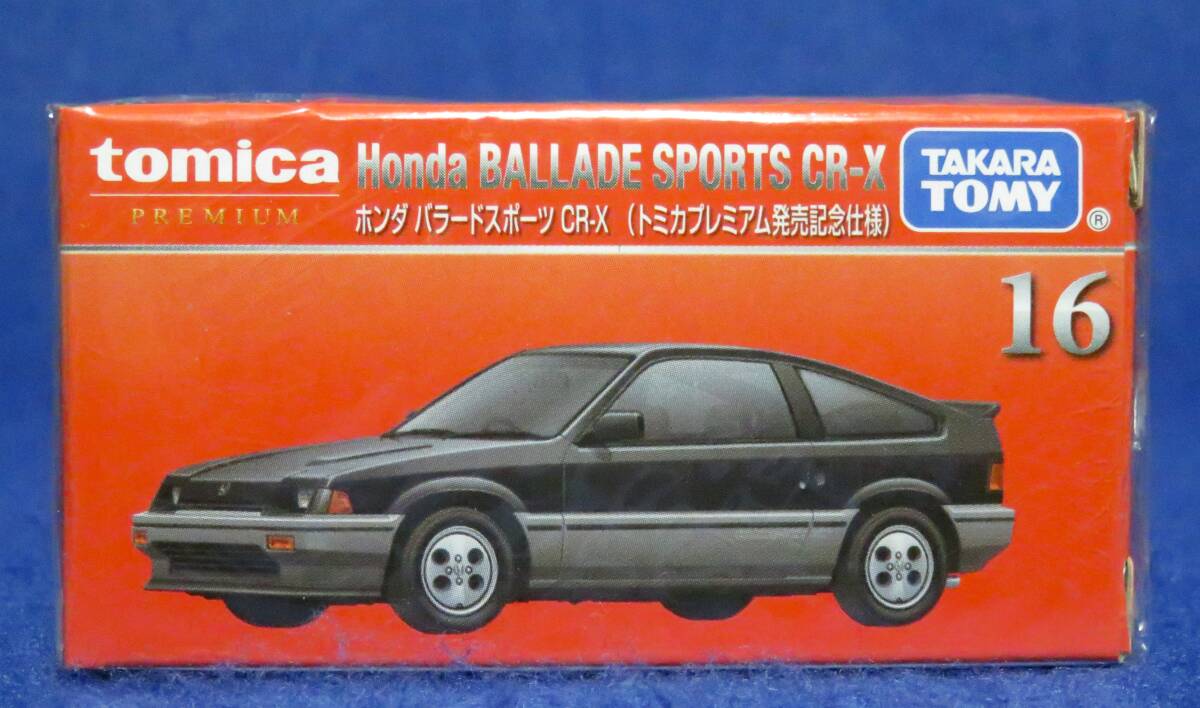 tomica
PREMIUM
Honda BALLADE SPORTS CR-X
ホンダ バラードスポーツ CR-X （トミカプレミアム発売記念仕様）
TAKARA
TOMY
®
16